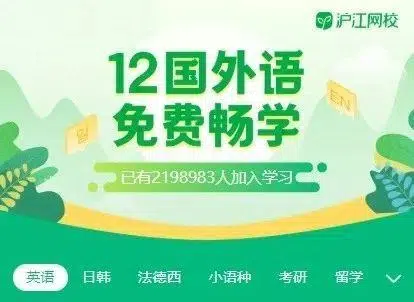 沪江网校
12国外语
免费畅学
EN
已有2198983人加入学习
英语 日韩 法德西 小语种 考研 留学